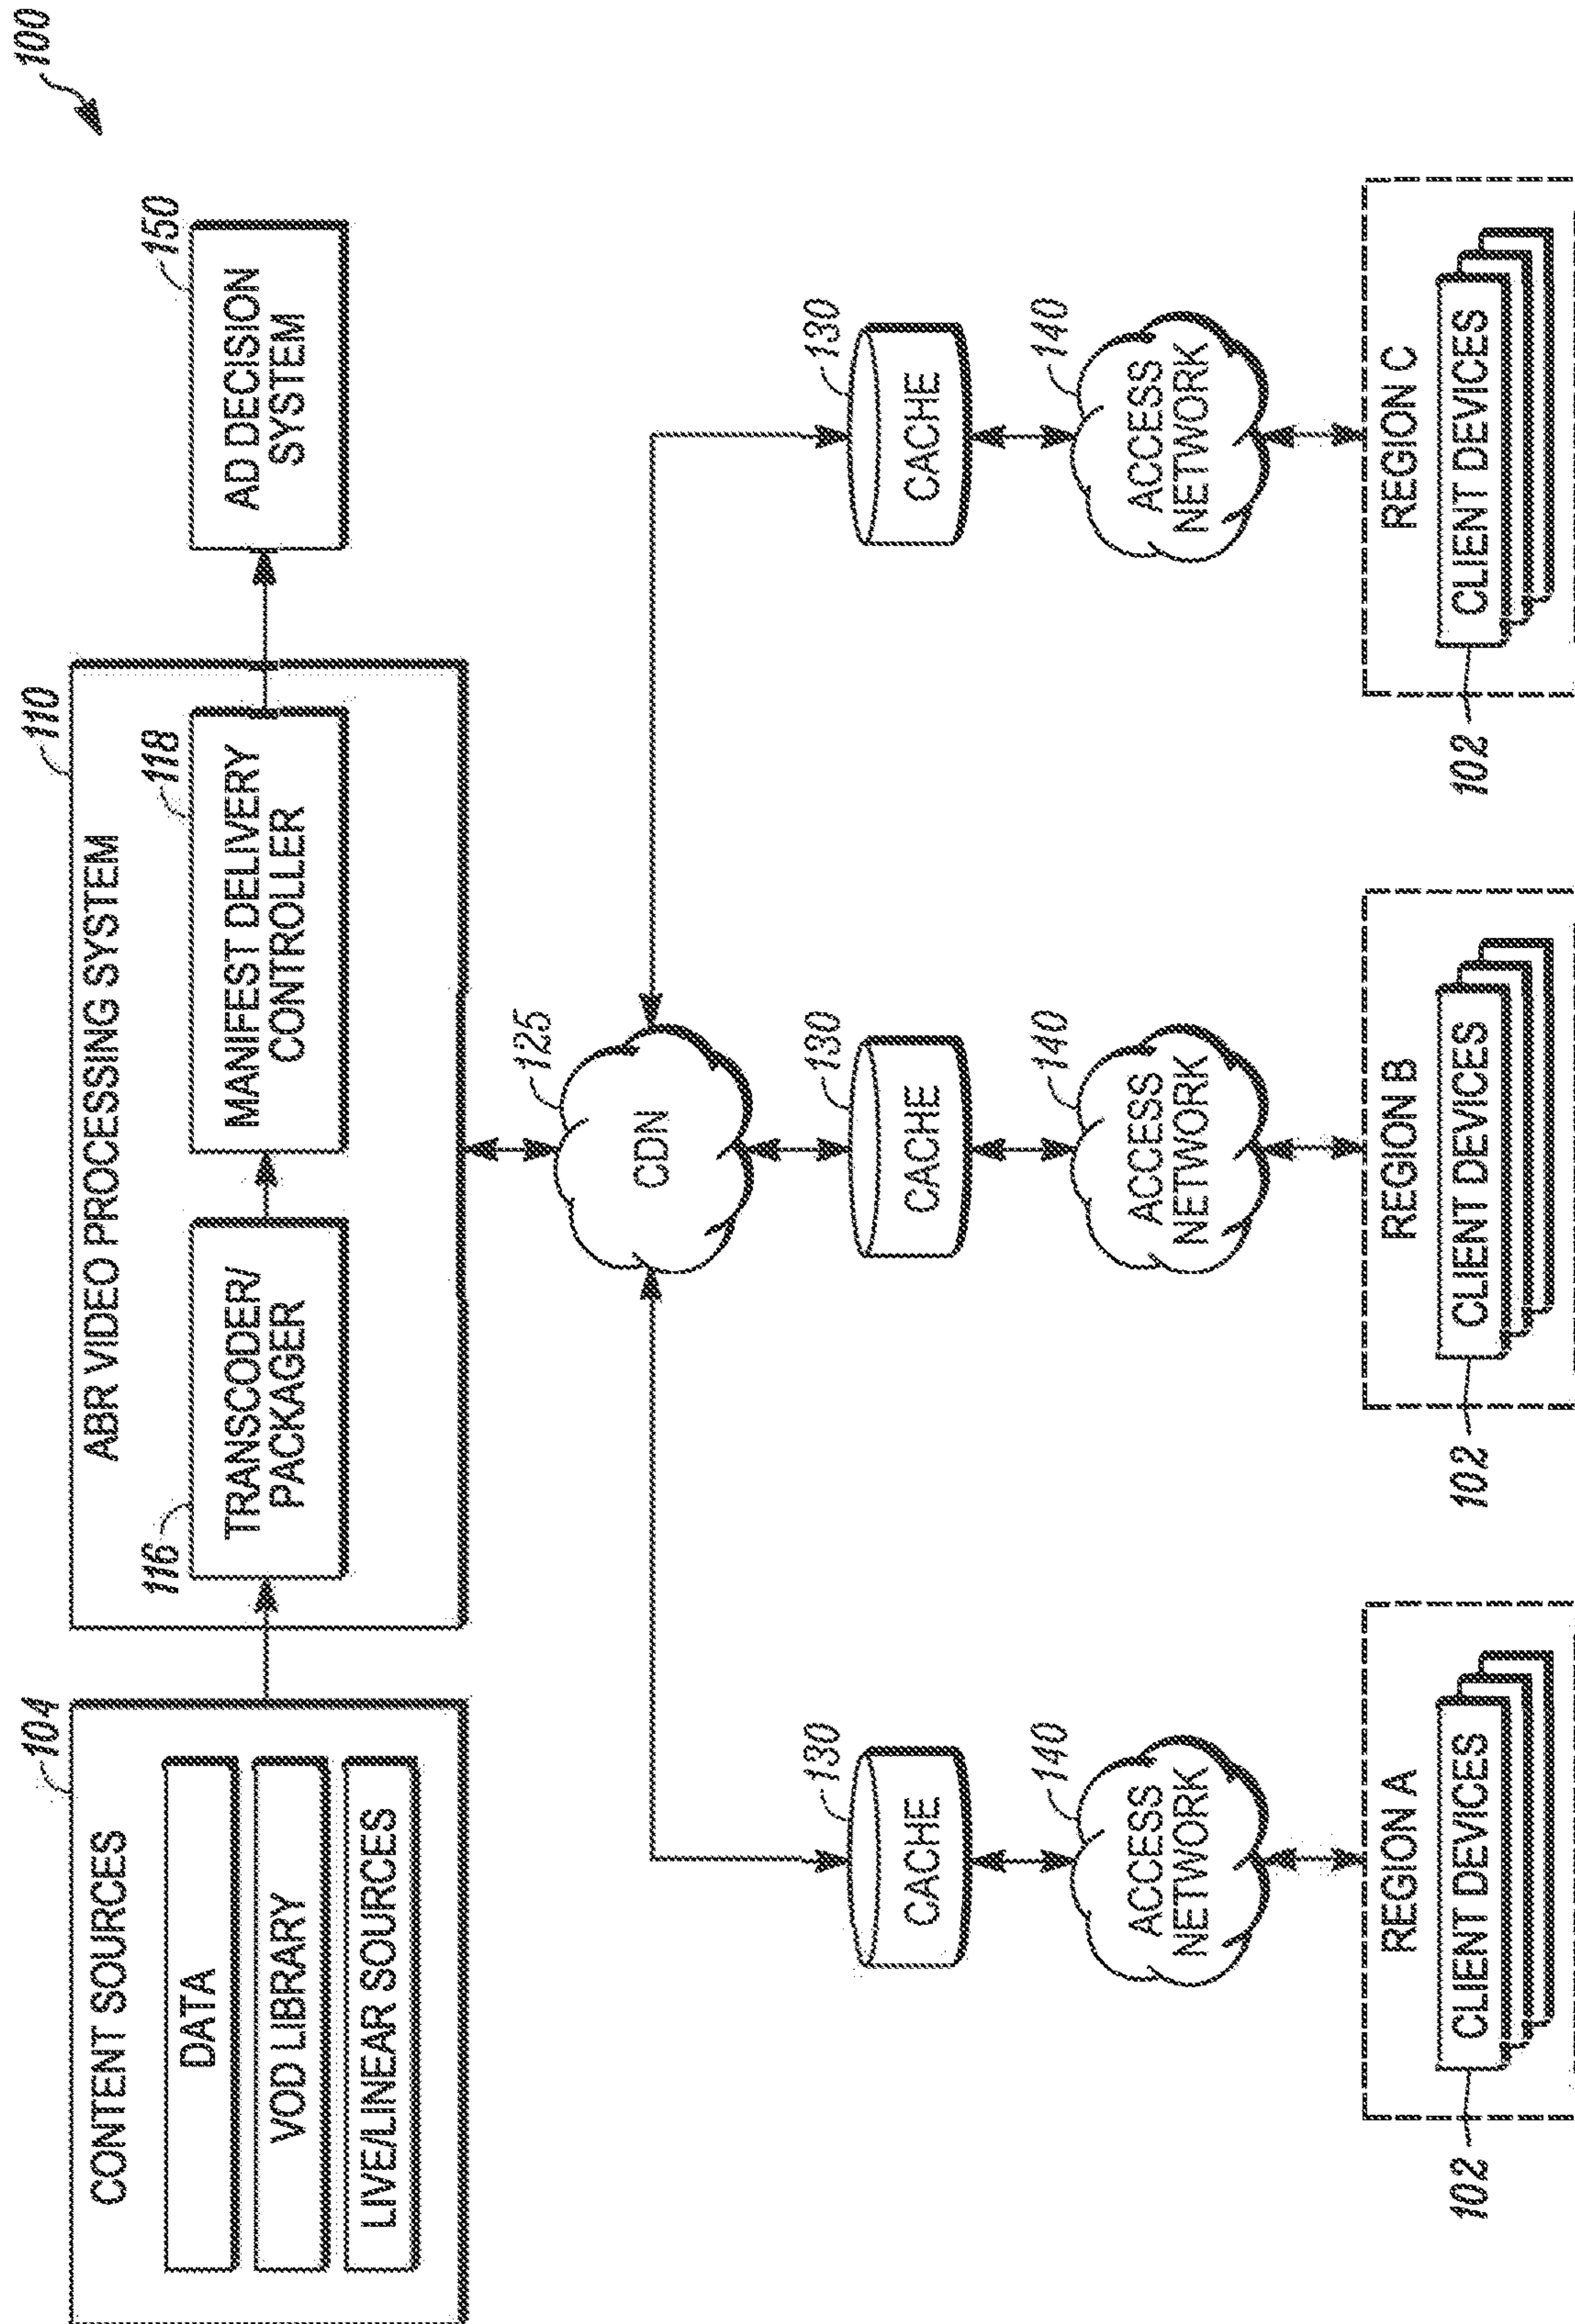 100
104
CONTENT SOURCES
DATA
VOD LIBRARY
LIVE/LINEAR SOURCES
110
ABR VIDEO PROCESSING SYSTEM
116
TRANSCODER/
PACKAGER
118
MANIFEST DELIVERY
CONTROLLER
150
AD DECISION
SYSTEM
125
CDN
130
CACHE
130
CACHE
130
CACHE
140
ACCESS
NETWORK
140
ACCESS
NETWORK
140
ACCESS
NETWORK
REGION A
CLIENT DEVICES
102
REGION B
CLIENT DEVICES
102
REGION C
CLIENT DEVICES
102